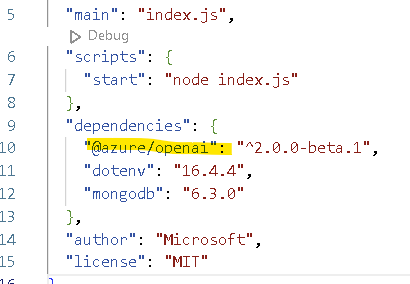 5 "main": "index.js",
Debug
6 "scripts": {
7 "start": "node index.js"
8 },
9 "dependencies": {
10 "@azure/openai": "^2.0.0-beta.1",
11 "dotenv": "16.4.4",
12 "mongodb": "6.3.0"
13 },
14 "author": "Microsoft",
15 "license": "MIT"